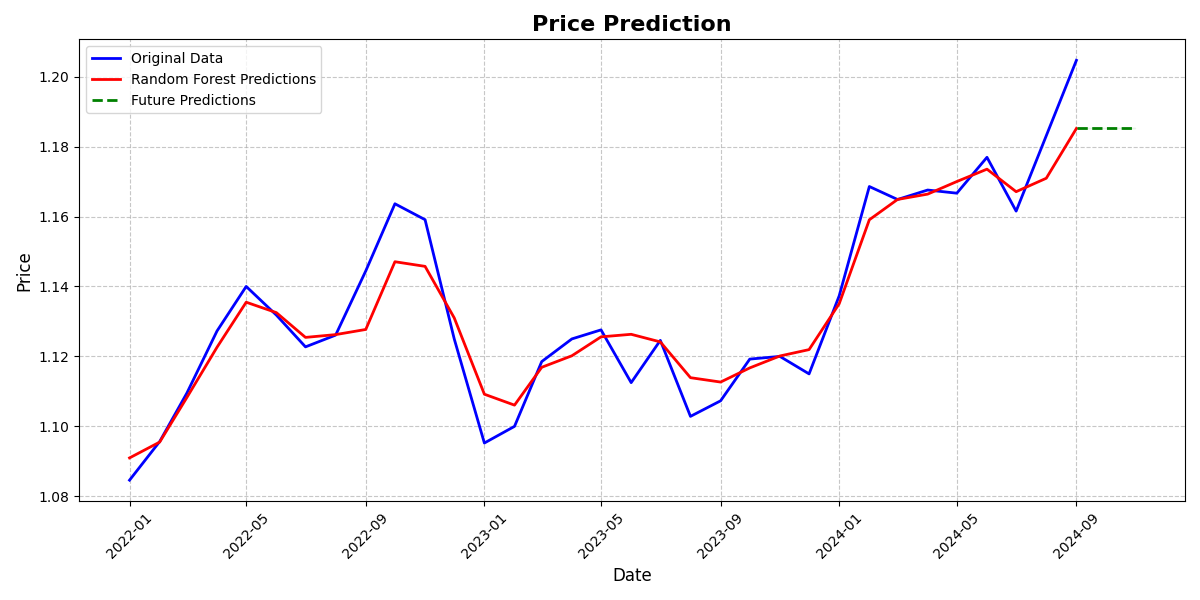 Price Prediction
Original Data
Random Forest Predictions
Future Predictions
Price
1.20
1.18
1.16
1.14
1.12
1.10
1.08
2022-01
2022-05
2022-09
2023-01
2023-05
2023-09
2024-01
2024-05
2024-09
Date